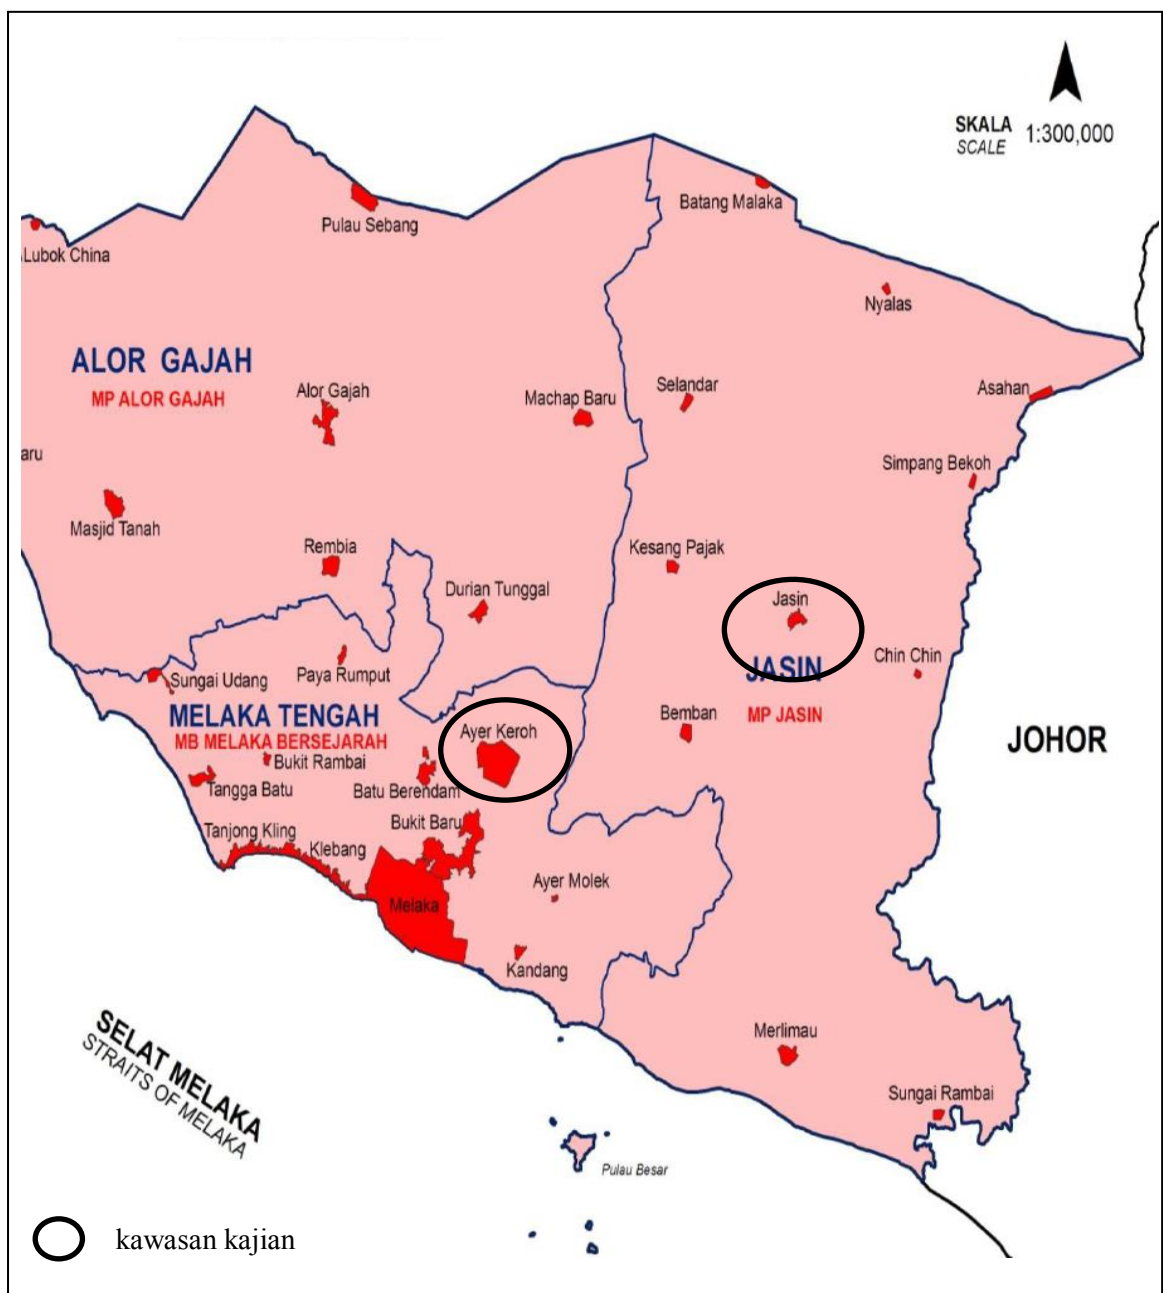 SKALA
SCALE
1:300,000
Batang Malaka
Pulau Sebang
Lubok China
Nyalas
ALOR GAJAH
MP ALOR GAJAH
Alor Gajah
Machap Baru
Selandar
Asahan
aru
Simpang Bekoh
Masjid Tanah
Rembia
Kesang Pajak
Durian Tunggal
Jasin
Chin Chin
JASIN
MP JASIN
Sungai Udang
Paya Rumput
MELAKA TENGAH
MB MELAKA BERSEJARAH
Ayer Keroh
Bemban
JOHOR
Bukit Rambai
Tangga Batu
Batu Berendam
Tanjong Kling
Bukit Baru
Klebang
Ayer Molek
Melaka
Kandang
SELAT MELAKA
STRAITS OF MELAKA
Merlimau
Sungai Rambai
Pulau Besar
kawasan kajian